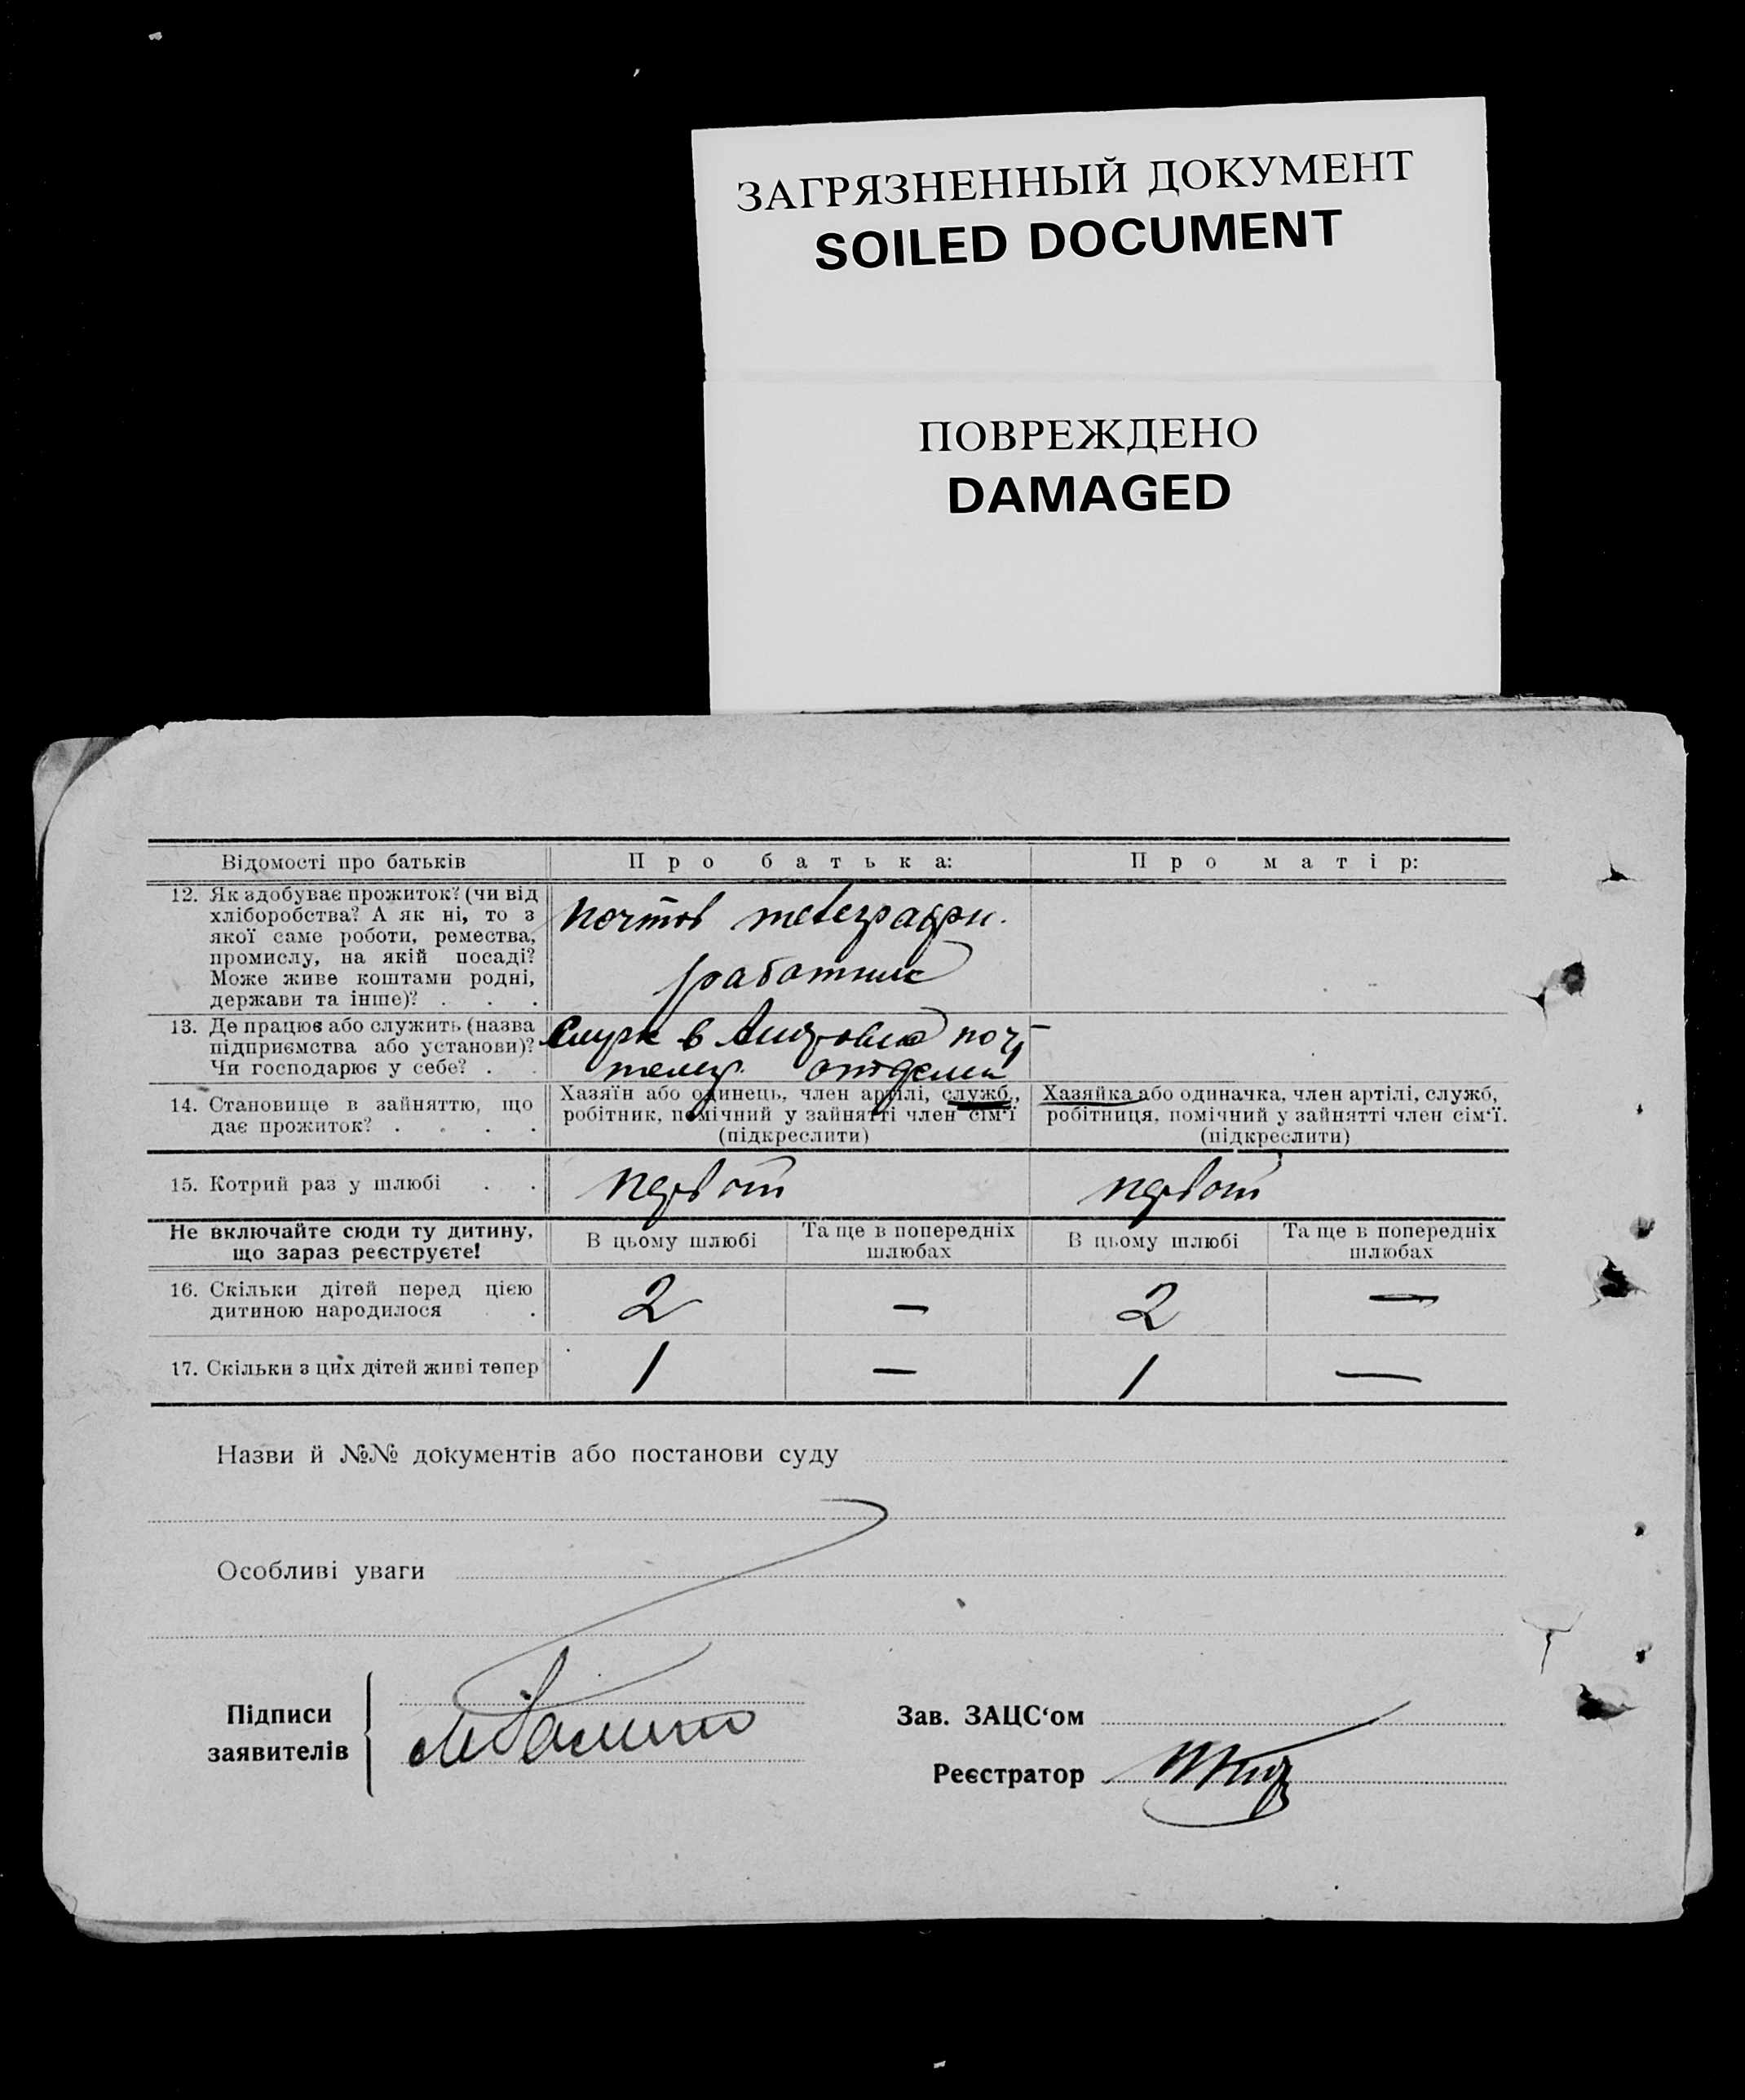 ЗАГРЯЗНЕННЫЙ ДОКУМЕНТ
SOILED DOCUMENT
ПОВРЕЖДЕНО
DAMAGED
Відомості про батьків
Про батька:
Про матір:
12. Як здобуває прожиток? (чи від
хліборобства? А як ні, то з
якої саме роботи, ремества,
промислу, на якій посаді?
Може живе коштами родні,
держави та інше)? . . .
почтов телеграфн.
работник
13. Де працює або служить (назва
підприємства або установи)?
Чи господарює у себе? . .
Служ в почт
телегр. отделен
14. Становище в зайняттю, що
дає прожиток? . . . .
Хазяїн або одинець, член артілі, служб.,
робітник, помічний у зайнятті член сім'ї
(підкреслити)
Хазяйка або одиначка, член артілі, служб,
робітниця, помічний у зайнятті член сім'ї.
(підкреслити)
15. Котрий раз у шлюбі . .
первом
первом
Не включайте сюди ту дитину,
що зараз реєструєте!
В цьому шлюбі
Та ще в попередніх
шлюбах
В цьому шлюбі
Та ще в попередніх
шлюбах
16. Скільки дітей перед цією
дитиною народилося .
2 — 2 —
17. Скільки з цих дітей живі тепер
1 — 1 —
Назви й №№ документів або постанови суду
Особливі уваги
Підписи
заявителів
Зав. ЗАЦС'ом
Реєстратор